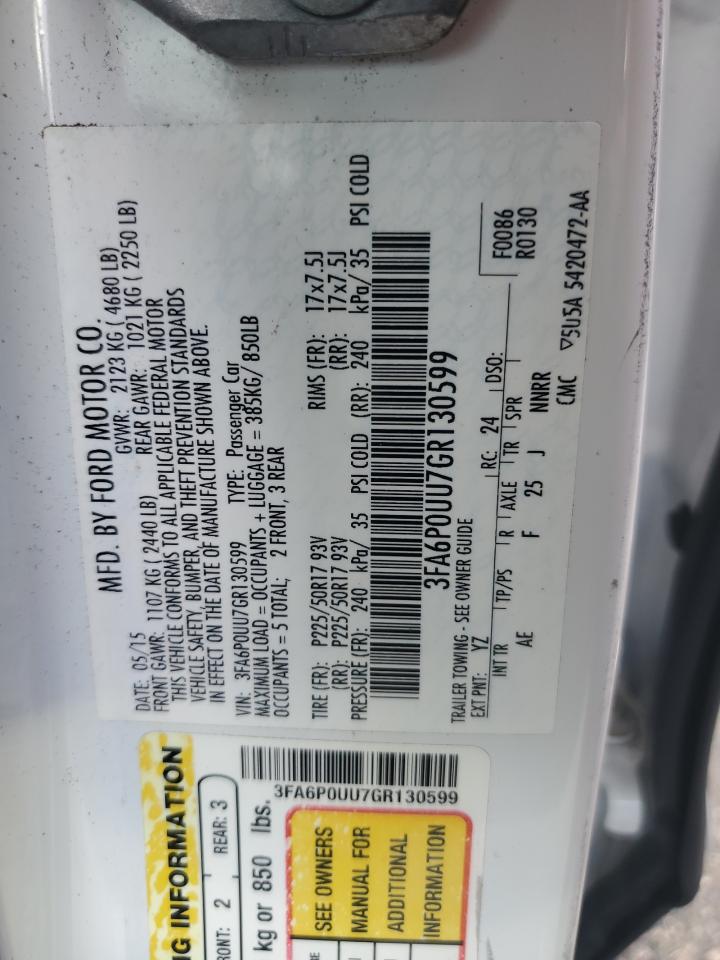 MFD. BY FORD MOTOR CO.
DATE: 05/15 GVWR: 2123 KG ( 4680 LB)
FRONT GAWR: 1107 KG ( 2440 LB) REAR GAWR: 1021 KG ( 2250 LB)
THIS VEHICLE CONFORMS TO ALL APPLICABLE FEDERAL MOTOR
VEHICLE SAFETY, BUMPER, AND THEFT PREVENTION STANDARDS
IN EFFECT ON THE DATE OF MANUFACTURE SHOWN ABOVE.
VIN: 3FA6P0UU7GR130599 TYPE: Passenger Car
MAXIMUM LOAD = OCCUPANTS + LUGGAGE = 385KG/ 850LB
OCCUPANTS = 5 TOTAL; 2 FRONT, 3 REAR
TIRE (FR): P225/50R17 93V RIMS (FR): 17x7.5J
(RR): P225/50R17 93V (RR): 17x7.5J
PRESSURE (FR): 240 kPa/ 35 PSI COLD (RR): 240 kPa/ 35 PSI COLD
3FA6P0UU7GR130599
TRAILER TOWING - SEE OWNER GUIDE
EXT PNT: YZ RC: 24 DSO: F0086
R0130
INT TR TP/PS R AXLE TR SPR
AE F 25 J NNRR
CMC 5U5A 5420472-AA
NG INFORMATION
RONT: 2 REAR: 3
kg or 850 lbs.
3FA6P0UU7GR130599
SEE OWNERS
MANUAL FOR
ADDITIONAL
INFORMATION